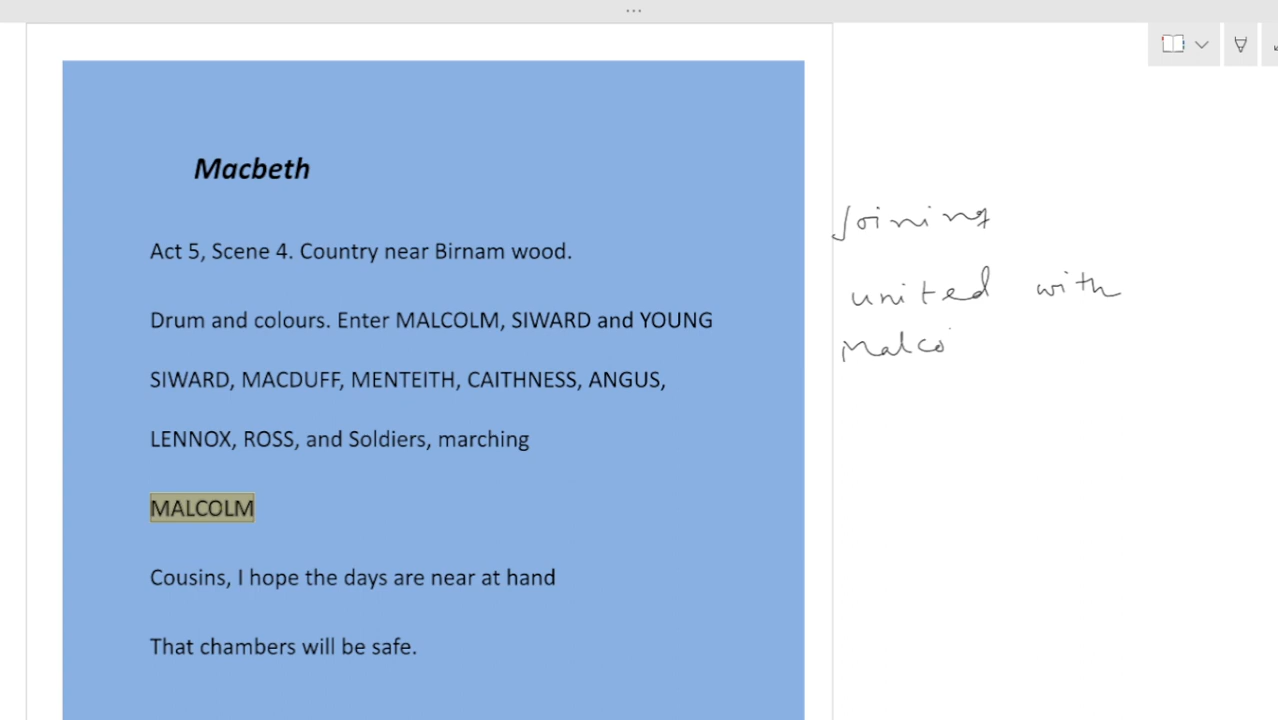 Macbeth
Joining
Act 5, Scene 4. Country near Birnam wood.
united with
Drum and colours. Enter MALCOLM, SIWARD and YOUNG
Malco
SIWARD, MACDUFF, MENTEITH, CAITHNESS, ANGUS,
LENNOX, ROSS, and Soldiers, marching
MALCOLM
Cousins, I hope the days are near at hand
That chambers will be safe.